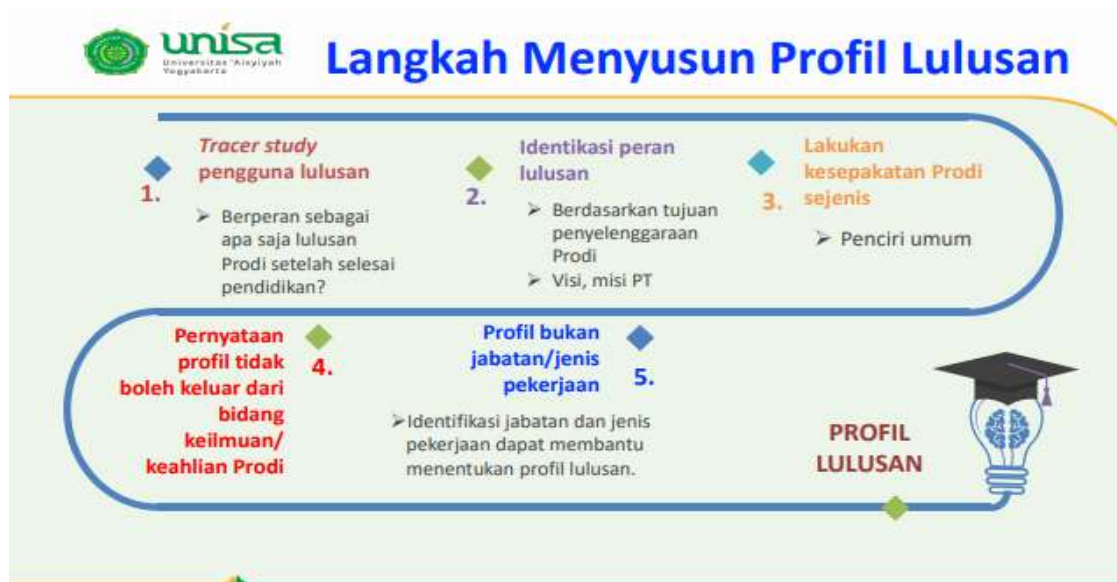 unisa
Universitas 'Aisyiyah
Yogyakarta
Langkah Menyusun Profil Lulusan
1.
Tracer study
pengguna lulusan
➢ Berperan sebagai
apa saja lulusan
Prodi setelah selesai
pendidikan?
2.
Identikasi peran
lulusan
➢ Berdasarkan tujuan
penyelenggaraan
Prodi
➢ Visi, misi PT
3.
Lakukan
kesepakatan Prodi
sejenis
➢ Penciri umum
4.
Pernyataan
profil tidak
boleh keluar dari
bidang
keilmuan/
keahlian Prodi
5.
Profil bukan
jabatan/jenis
pekerjaan
➢Identifikasi jabatan dan jenis
pekerjaan dapat membantu
menentukan profil lulusan.
PROFIL
LULUSAN